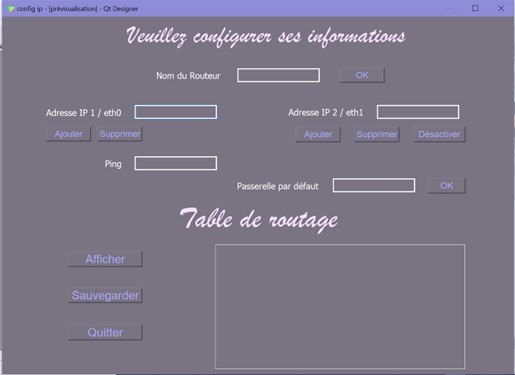 config ip - [prévisualisation] - Qt Designer
Veuillez configurer ses informations
Nom du Routeur OK
Adresse IP 1 / eth0 Adresse IP 2 / eth1
Ajouter Supprimer Ajouter Supprimer Désactiver
Ping
Passerelle par défaut OK
Table de routage
Afficher
Sauvegarder
Quitter